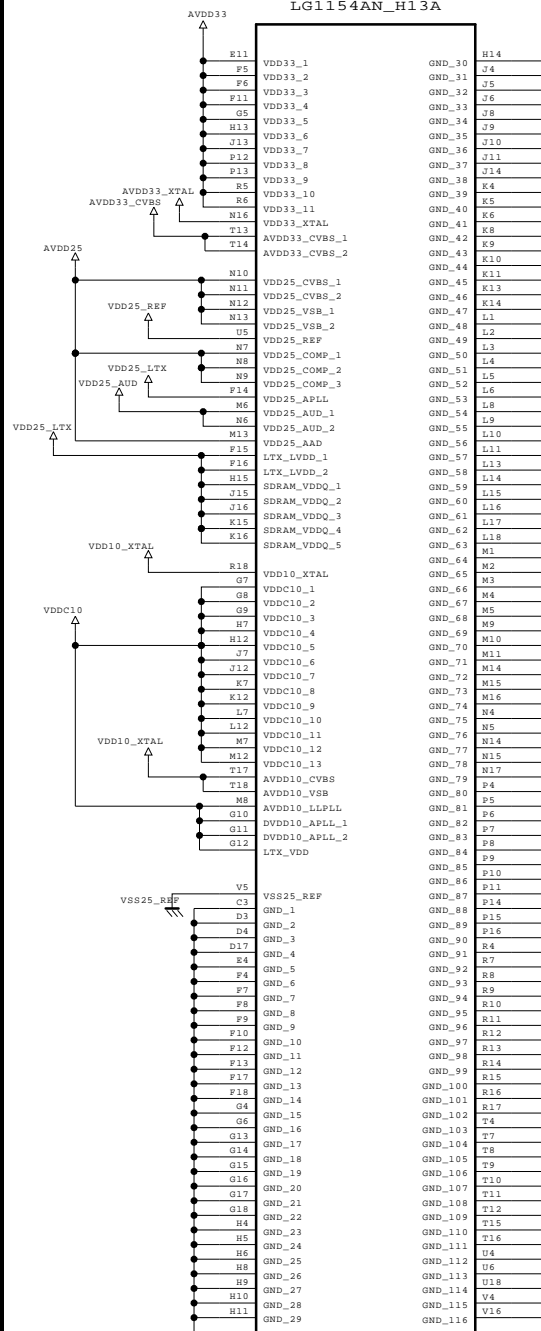 LG1154AN_H13A
AVDD33
E11 VDD33_1
F5 VDD33_2
F6 VDD33_3
F11 VDD33_4
G5 VDD33_5
H13 VDD33_6
J13 VDD33_7
P12 VDD33_8
P13 VDD33_9
R5 VDD33_10
R6 VDD33_11
AVDD33_XTAL
N16 VDD33_XTAL
AVDD33_CVBS
T13 AVDD33_CVBS_1
T14 AVDD33_CVBS_2
AVDD25
N10 VDD25_CVBS_1
N11 VDD25_CVBS_2
N12 VDD25_VSB_1
N13 VDD25_VSB_2
VDD25_REF
U5 VDD25_REF
N7 VDD25_COMP_1
N8 VDD25_COMP_2
N9 VDD25_COMP_3
VDD25_LTX
F14 VDD25_APLL
VDD25_AUD
M6 VDD25_AUD_1
N6 VDD25_AUD_2
M13 VDD25_AAD
VDD25_LTX
F15 LTX_LVDD_1
F16 LTX_LVDD_2
H15 SDRAM_VDDQ_1
J15 SDRAM_VDDQ_2
J16 SDRAM_VDDQ_3
K15 SDRAM_VDDQ_4
K16 SDRAM_VDDQ_5
VDD10_XTAL
R18 VDD10_XTAL
G7 VDDC10_1
G8 VDDC10_2
G9 VDDC10_3
H7 VDDC10_4
VDDC10
H12 VDDC10_5
J7 VDDC10_6
J12 VDDC10_7
K7 VDDC10_8
K12 VDDC10_9
L7 VDDC10_10
L12 VDDC10_11
M7 VDDC10_12
M12 VDDC10_13
VDD10_XTAL
T17 AVDD10_CVBS
T18 AVDD10_VSB
M8 AVDD10_LLPLL
G10 DVDD10_APLL_1
G11 DVDD10_APLL_2
G12 LTX_VDD
VSS25_REF
V5 VSS25_REF
C3 GND_1
D3 GND_2
D4 GND_3
D17 GND_4
E4 GND_5
F4 GND_6
F7 GND_7
F8 GND_8
F9 GND_9
F10 GND_10
F12 GND_11
F13 GND_12
F17 GND_13
F18 GND_14
G4 GND_15
G6 GND_16
G13 GND_17
G14 GND_18
G15 GND_19
G16 GND_20
G17 GND_21
G18 GND_22
H4 GND_23
H5 GND_24
H6 GND_25
H8 GND_26
H9 GND_27
H10 GND_28
H11 GND_29
GND_30 H14
GND_31 J4
GND_32 J5
GND_33 J6
GND_34 J8
GND_35 J9
GND_36 J10
GND_37 J11
GND_38 J14
GND_39 K4
GND_40 K5
GND_41 K6
GND_42 K8
GND_43 K9
GND_44 K10
GND_45 K11
GND_46 K13
GND_47 K14
GND_48 L1
GND_49 L2
GND_50 L3
GND_51 L4
GND_52 L5
GND_53 L6
GND_54 L8
GND_55 L9
GND_56 L10
GND_57 L11
GND_58 L13
GND_59 L14
GND_60 L15
GND_61 L16
GND_62 L17
GND_63 L18
GND_64 M1
GND_65 M2
GND_66 M3
GND_67 M4
GND_68 M5
GND_69 M9
GND_70 M10
GND_71 M11
GND_72 M14
GND_73 M15
GND_74 M16
GND_75 N4
GND_76 N5
GND_77 N14
GND_78 N15
GND_79 N17
GND_80 P4
GND_81 P5
GND_82 P6
GND_83 P7
GND_84 P8
GND_85 P9
GND_86 P10
GND_87 P11
GND_88 P14
GND_89 P15
GND_90 P16
GND_91 R4
GND_92 R7
GND_93 R8
GND_94 R9
GND_95 R10
GND_96 R11
GND_97 R12
GND_98 R13
GND_99 R14
GND_100 R15
GND_101 R16
GND_102 R17
GND_103 T4
GND_104 T7
GND_105 T8
GND_106 T9
GND_107 T10
GND_108 T11
GND_109 T12
GND_110 T15
GND_111 T16
GND_112 U4
GND_113 U6
GND_114 U18
GND_115 V4
GND_116 V16